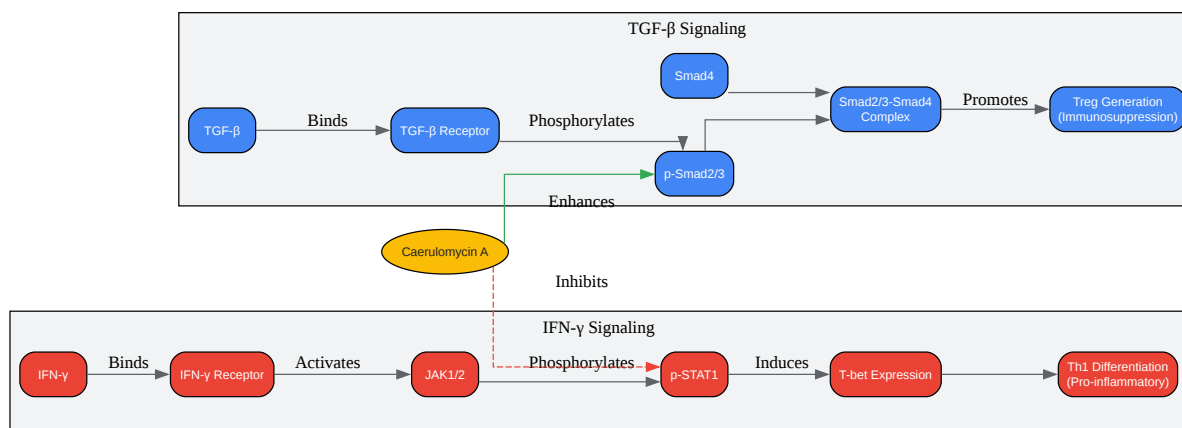 TGF-β Signaling
Smad4
TGF-β
Binds
TGF-β Receptor
Phosphorylates
p-Smad2/3
Smad2/3-Smad4
Complex
Promotes
Treg Generation
(Immunosuppression)
Enhances
Caerulomycin A
Inhibits
IFN-γ Signaling
IFN-γ
Binds
IFN-γ Receptor
Activates
JAK1/2
Phosphorylates
p-STAT1
Induces
T-bet Expression
Th1 Differentiation
(Pro-inflammatory)